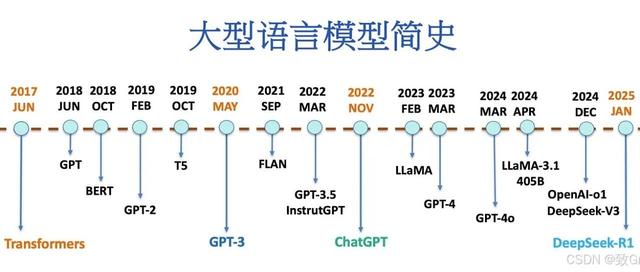 大型语言模型简史
2017 JUN
2018 JUN
2018 OCT
2019 FEB
2019 OCT
2020 MAY
2021 SEP
2022 MAR
2022 NOV
2023 FEB
2023 MAR
2024 MAR
2024 APR
2024 DEC
2025 JAN
Transformers
GPT
BERT
GPT-2
T5
GPT-3
FLAN
GPT-3.5
InstrutGPT
ChatGPT
LLaMA
GPT-4
GPT-4o
LLaMA-3.1
405B
OpenAI-o1
DeepSeek-V3
DeepSeek-R1
CSDN @致G